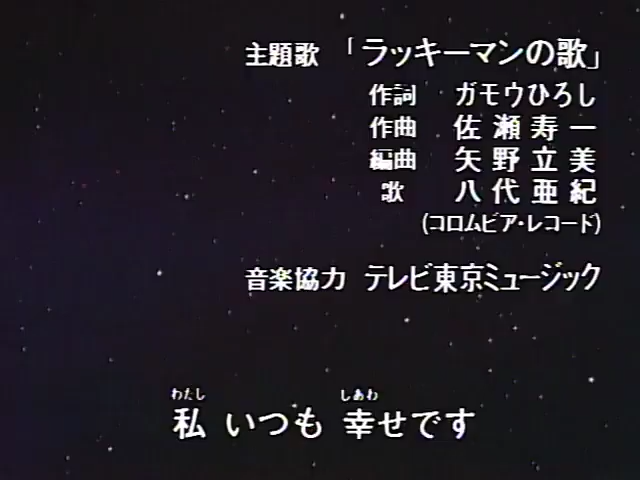 主題歌 「ラッキーマンの歌」
作詞 ガモウひろし
作曲 佐瀬寿一
編曲 矢野立美
歌 八代亜紀
(コロムビア・レコード)
音楽協力 テレビ東京ミュージック
わたし しあわ
私 いつも 幸せです